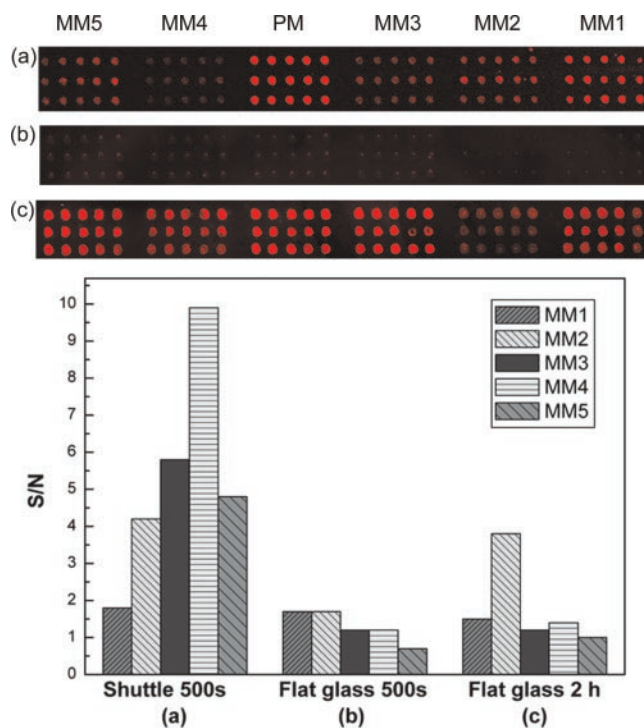 MM5 MM4 PM MM3 MM2 MM1
(a)
(b)
(c)
10
9
8
7
6
5
4
3
2
1
0
S/N
MM1
MM2
MM3
MM4
MM5
Shuttle 500s Flat glass 500s Flat glass 2 h
(a) (b) (c)